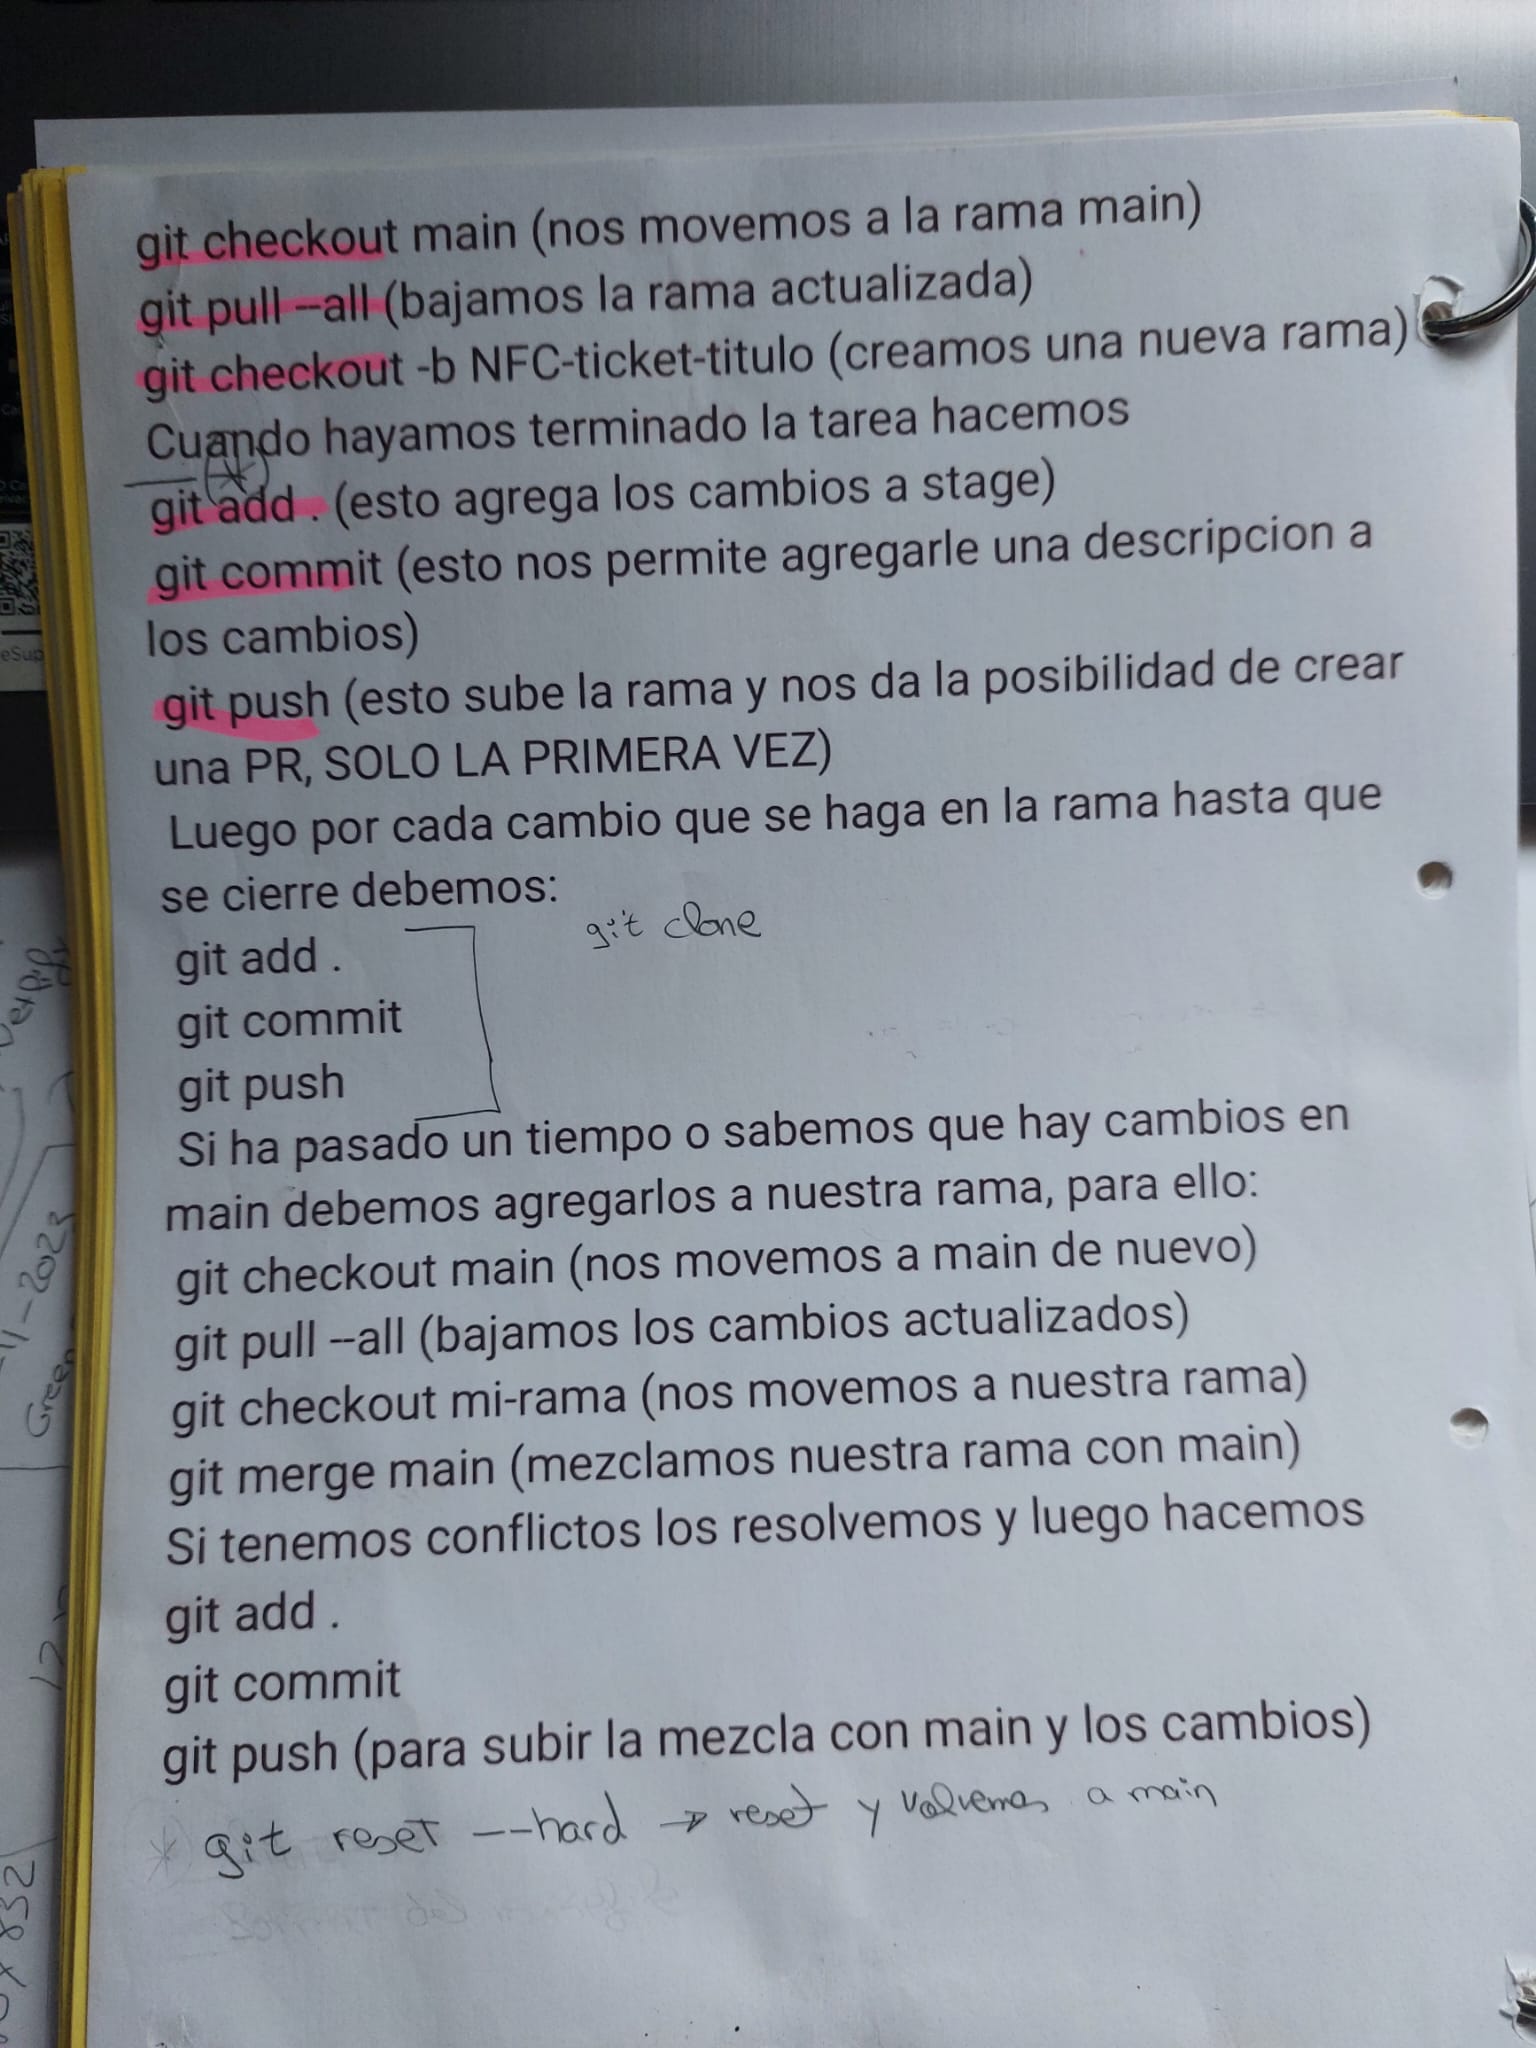 git checkout main (nos movemos a la rama main)
git pull --all (bajamos la rama actualizada)
git checkout -b NFC-ticket-titulo (creamos una nueva rama)
Cuando hayamos terminado la tarea hacemos
git add . (esto agrega los cambios a stage)
git commit (esto nos permite agregarle una descripcion a
los cambios)
git push (esto sube la rama y nos da la posibilidad de crear
una PR, SOLO LA PRIMERA VEZ)
Luego por cada cambio que se haga en la rama hasta que
se cierre debemos:
git clone
git add .
git commit
git push
Si ha pasado un tiempo o sabemos que hay cambios en
main debemos agregarlos a nuestra rama, para ello:
git checkout main (nos movemos a main de nuevo)
git pull --all (bajamos los cambios actualizados)
git checkout mi-rama (nos movemos a nuestra rama)
git merge main (mezclamos nuestra rama con main)
Si tenemos conflictos los resolvemos y luego hacemos
git add .
git commit
git push (para subir la mezcla con main y los cambios)
* git reset --hard → reset y volvemos a main
11-2023
Green
832
eSup